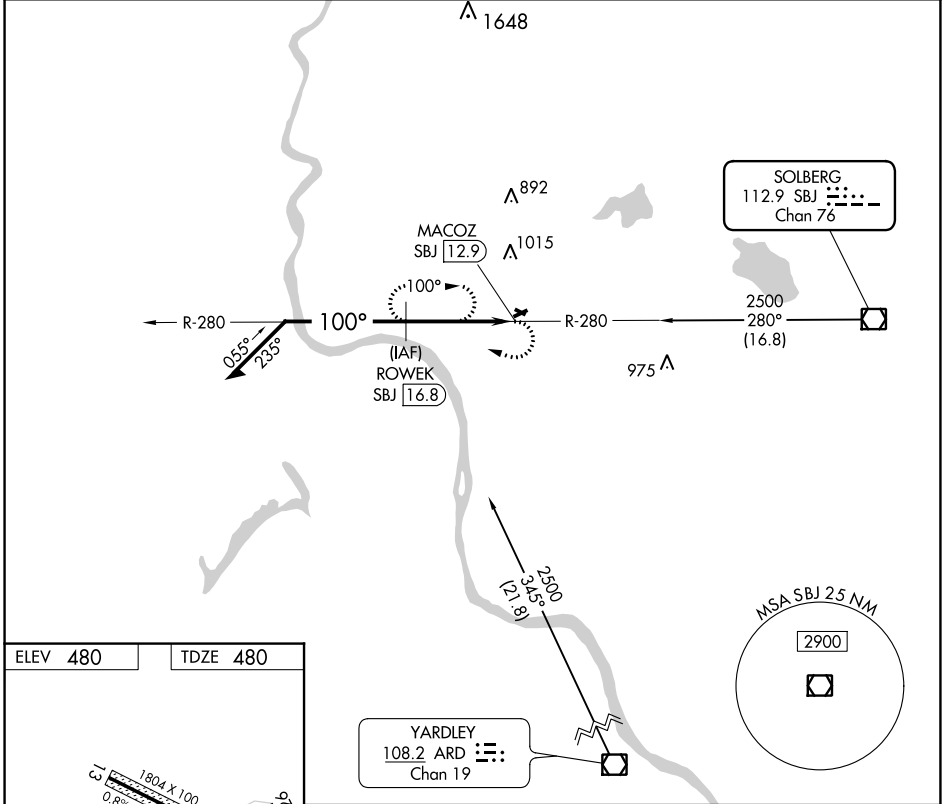 1648
892
1015
MACOZ
SBJ 12.9
SOLBERG
112.9 SBJ
Chan 76
100°
R-280
100°
R-280
2500
280°
(16.8)
055°
235°
(IAF)
ROWEK
SBJ 16.8
975
2500
345°
(21.8)
MSA SBJ 25 NM
2900
ELEV 480
TDZE 480
YARDLEY
108.2 ARD
Chan 19
13
1804 X 100
0.8%